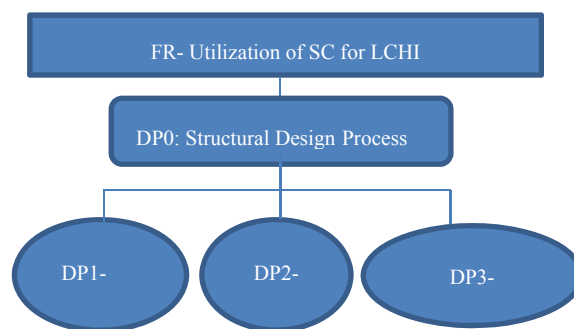 FR- Utilization of SC for LCHI
DP0: Structural Design Process
DP1-
DP2-
DP3-